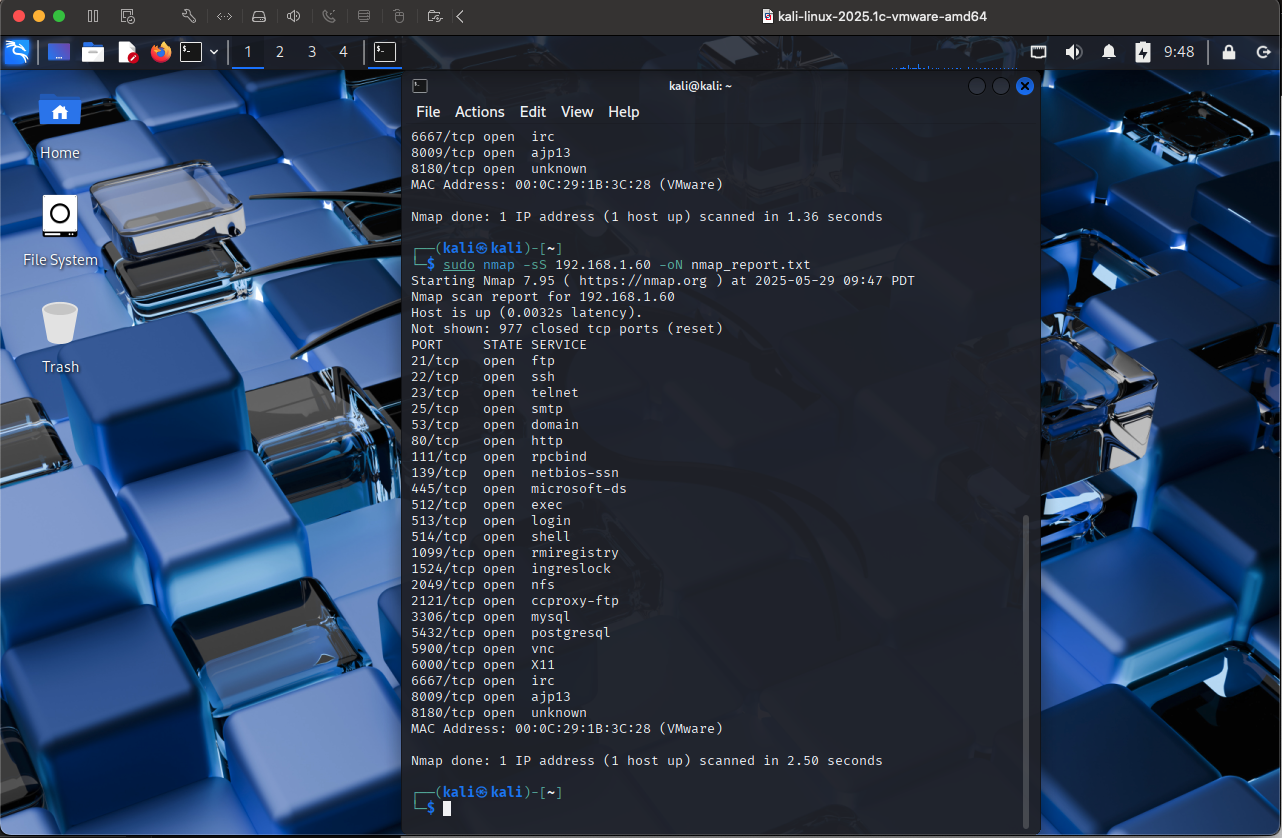 kali-linux-2025.1c-vmware-amd64
1 2 3 4 9:48
Home
File System
Trash
kali@kali: ~
File Actions Edit View Help
6667/tcp open irc
8009/tcp open ajp13
8180/tcp open unknown
MAC Address: 00:0C:29:1B:3C:28 (VMware)
Nmap done: 1 IP address (1 host up) scanned in 1.36 seconds
┌──(kali㉿kali)-[~]
└─$ sudo nmap -sS 192.168.1.60 -oN nmap_report.txt
Starting Nmap 7.95 ( https://nmap.org ) at 2025-05-29 09:47 PDT
Nmap scan report for 192.168.1.60
Host is up (0.0032s latency).
Not shown: 977 closed tcp ports (reset)
PORT STATE SERVICE
21/tcp open ftp
22/tcp open ssh
23/tcp open telnet
25/tcp open smtp
53/tcp open domain
80/tcp open http
111/tcp open rpcbind
139/tcp open netbios-ssn
445/tcp open microsoft-ds
512/tcp open exec
513/tcp open login
514/tcp open shell
1099/tcp open rmiregistry
1524/tcp open ingreslock
2049/tcp open nfs
2121/tcp open ccproxy-ftp
3306/tcp open mysql
5432/tcp open postgresql
5900/tcp open vnc
6000/tcp open X11
6667/tcp open irc
8009/tcp open ajp13
8180/tcp open unknown
MAC Address: 00:0C:29:1B:3C:28 (VMware)
Nmap done: 1 IP address (1 host up) scanned in 2.50 seconds
┌──(kali㉿kali)-[~]
└─$